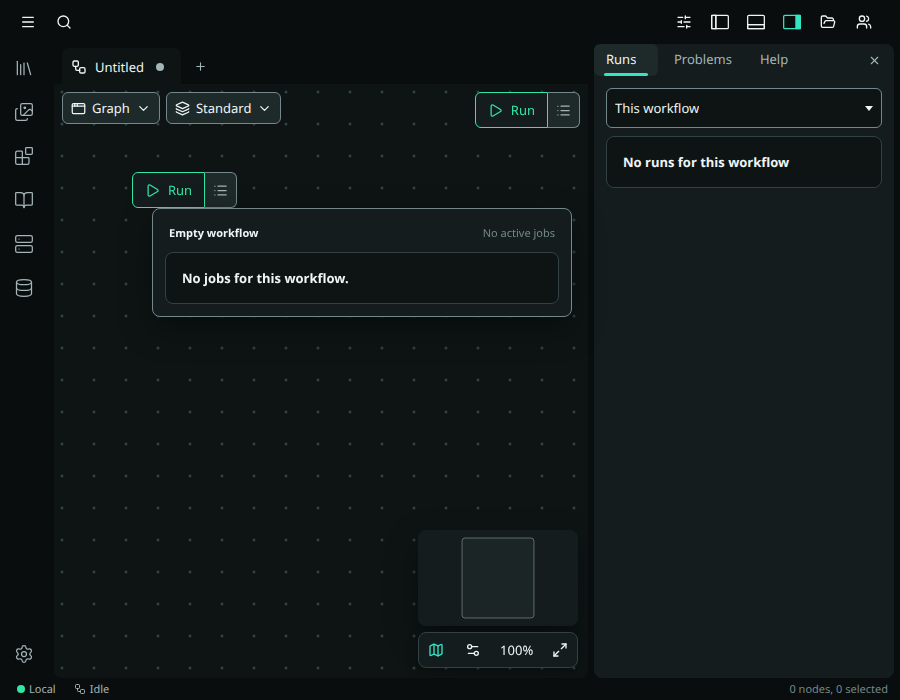 Untitled
Graph
Standard
Run
Run
Empty workflow
No active jobs
No jobs for this workflow.
100%
Runs
Problems
Help
This workflow
No runs for this workflow
Local
Idle
0 nodes, 0 selected